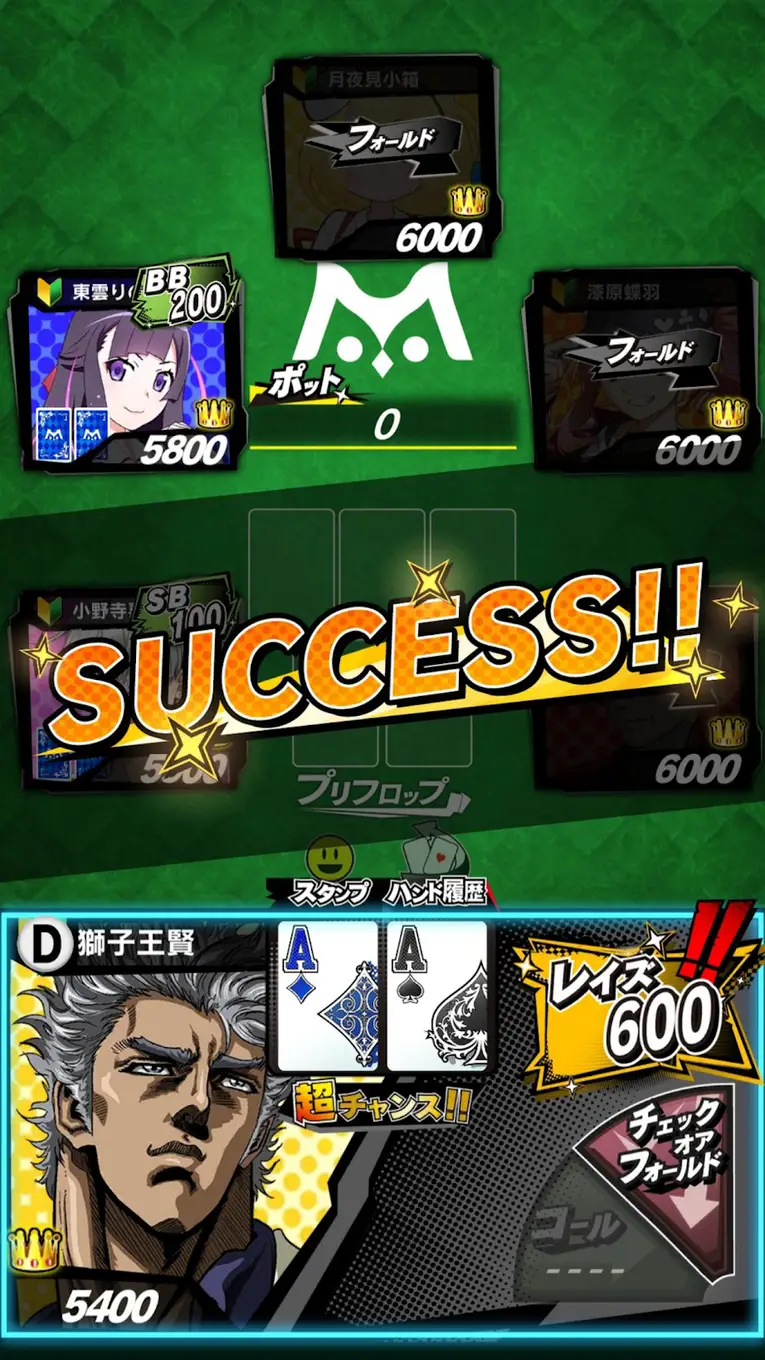 月夜見小箱
フォールド
6000
東雲り
BB
200
5800
漆原蝶羽
フォールド
6000
ポット
0
小野寺
SB
100
SUCCESS!!
6000
プリフロップ
スタンプ
ハンド履歴
D
獅子王賢
A
A
レイズ
600
!!
超チャンス!!
チェック
オア
フォールド
コール
----
5400